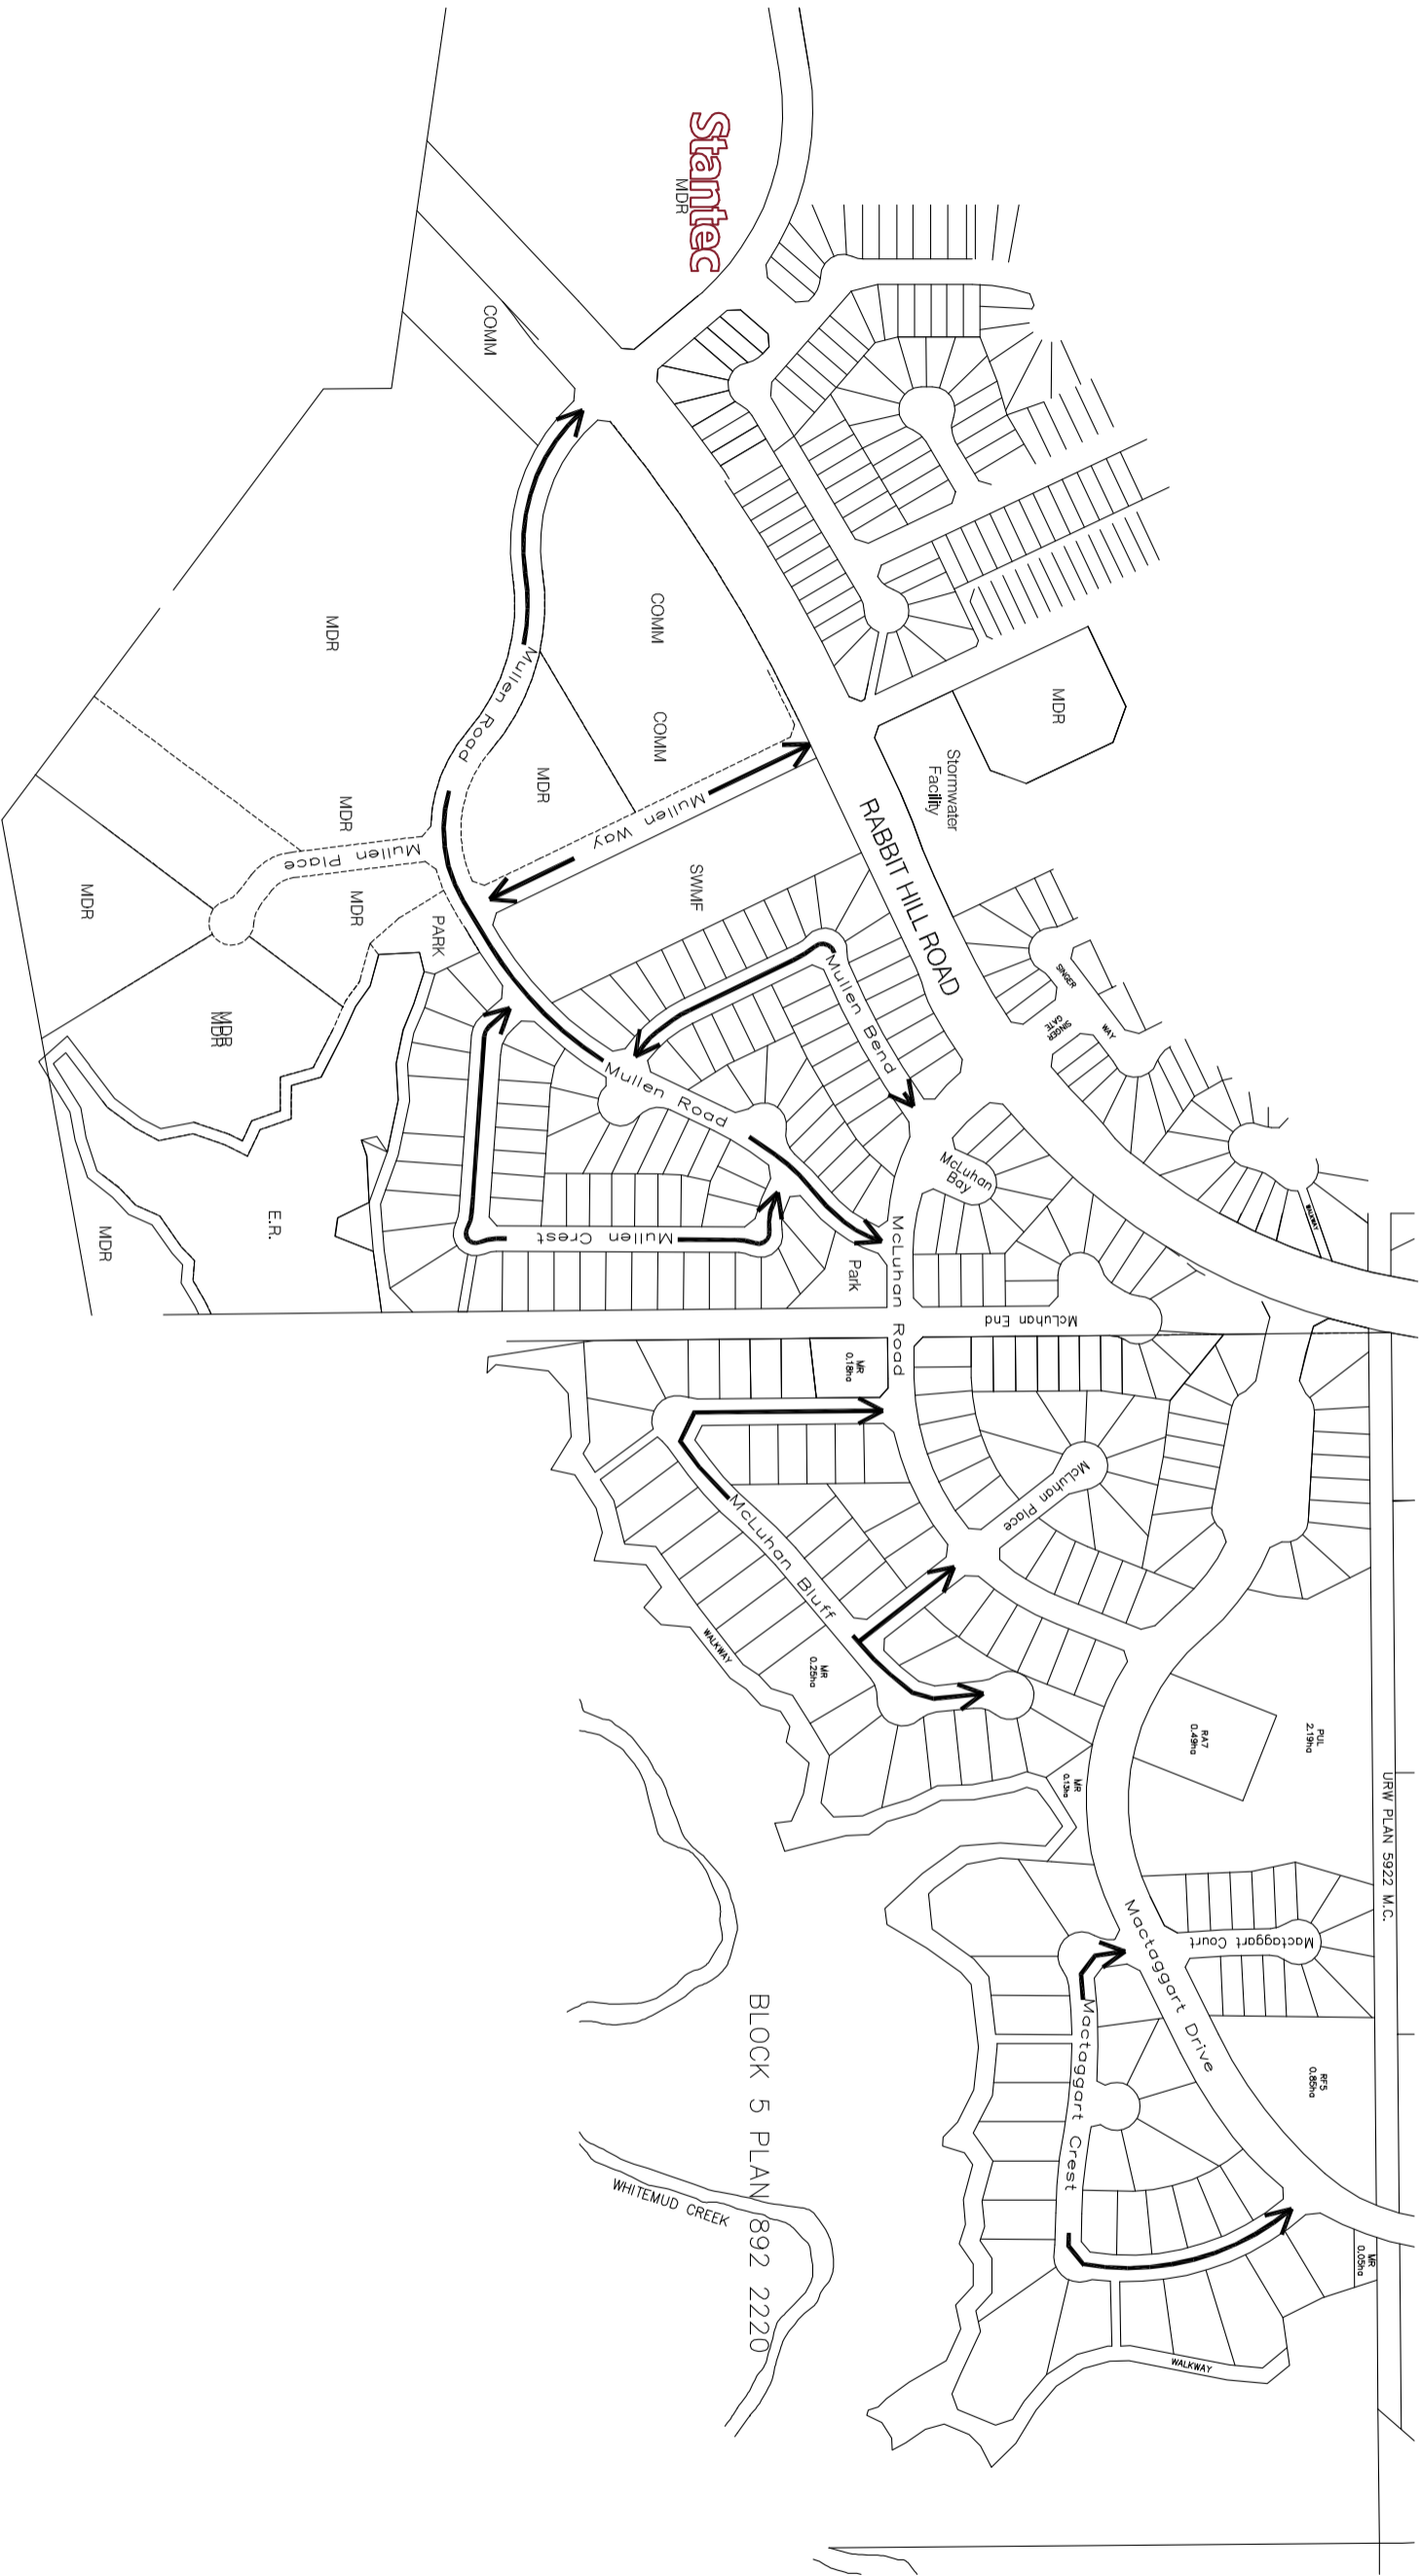 Stantec
MDR
COMM
COMM
COMM
MDR
MDR
MDR
Stormwater
Facility
RABBIT HILL ROAD
Mullen Road
Mullen Way
SWMF
MDR
Mullen Place
MDR
MDR
PARK
MDR
MDR
Mullen Bend
Mullen Road
SINGER
WAY
SINGER
GATE
McLuhan
Bay
WALKWAY
E.R.
MDR
Mullen Crest
Park
McLuhan Road
McLuhan End
MR
0.18ha
McLuhan Place
McLuhan Bluff
WALKWAY
MR
0.25ha
RA7
0.49ha
PUL
2.19ha
MR
0.13ha
URW PLAN 5922 M.C.
Mactaggart Court
Mactaggart Drive
Mactaggart Crest
RF5
0.85ha
BLOCK 5 PLAN 892 2220
WHITEMUD CREEK
MR
0.05ha
WALKWAY